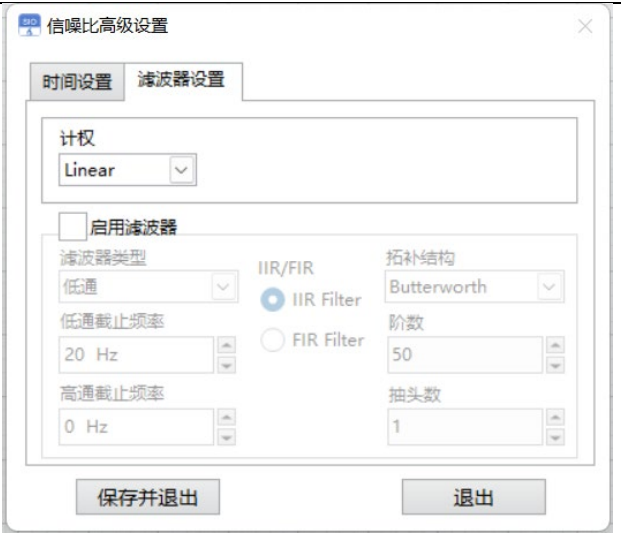 SIO
信噪比高级设置
时间设置
滤波器设置
计权
Linear
启用滤波器
滤波器类型
低通
低通截止频率
20 Hz
高通截止频率
0 Hz
IIR/FIR
IIR Filter
FIR Filter
拓补结构
Butterworth
阶数
50
抽头数
1
保存并退出
退出